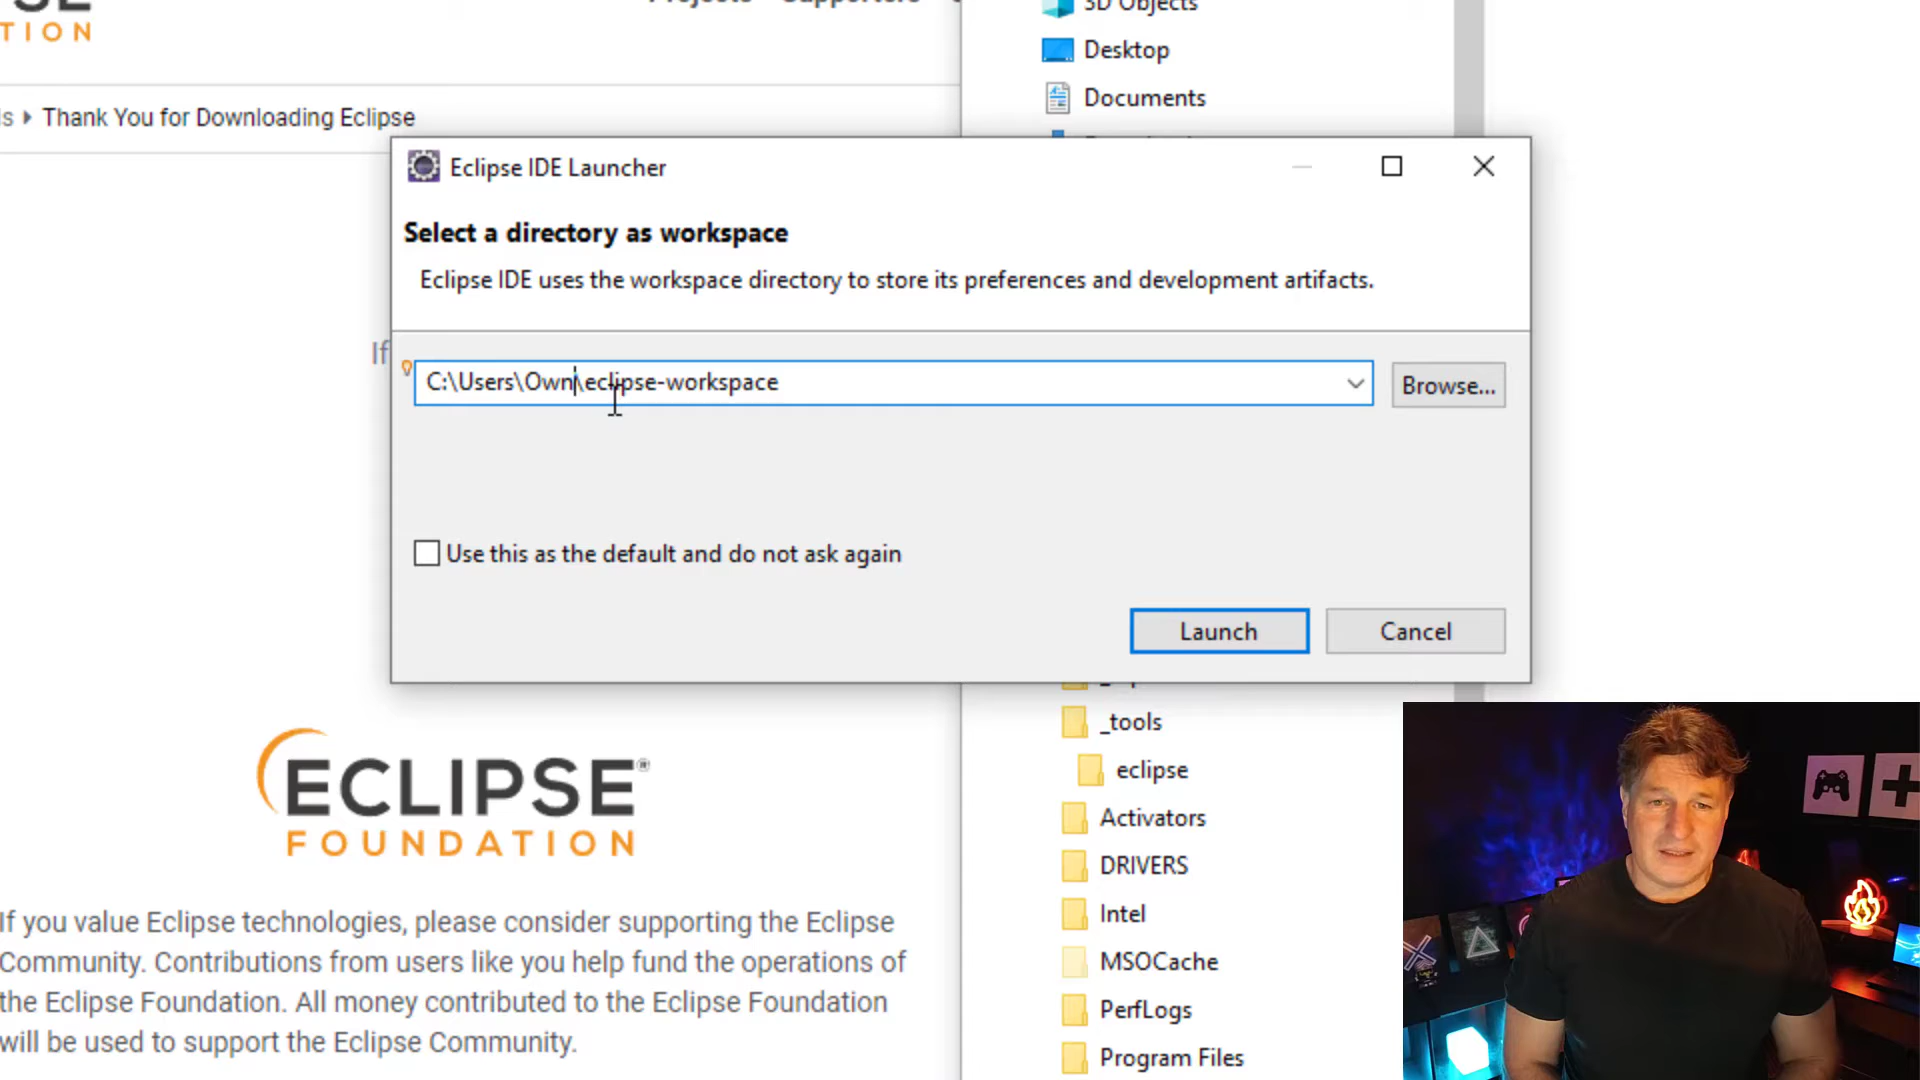 TION
Projects
Supporters
3D Objects
Desktop
Documents
Thank You for Downloading Eclipse
Eclipse IDE Launcher
Select a directory as workspace
Eclipse IDE uses the workspace directory to store its preferences and development artifacts.
If
C:\Users\Own\eclipse-workspace
Browse...
Use this as the default and do not ask again
Launch
Cancel
_tools
eclipse
Activators
DRIVERS
Intel
MSOCache
PerfLogs
Program Files
ECLIPSE®
FOUNDATION
If you value Eclipse technologies, please consider supporting the Eclipse
Community. Contributions from users like you help fund the operations of
the Eclipse Foundation. All money contributed to the Eclipse Foundation
will be used to support the Eclipse Community.